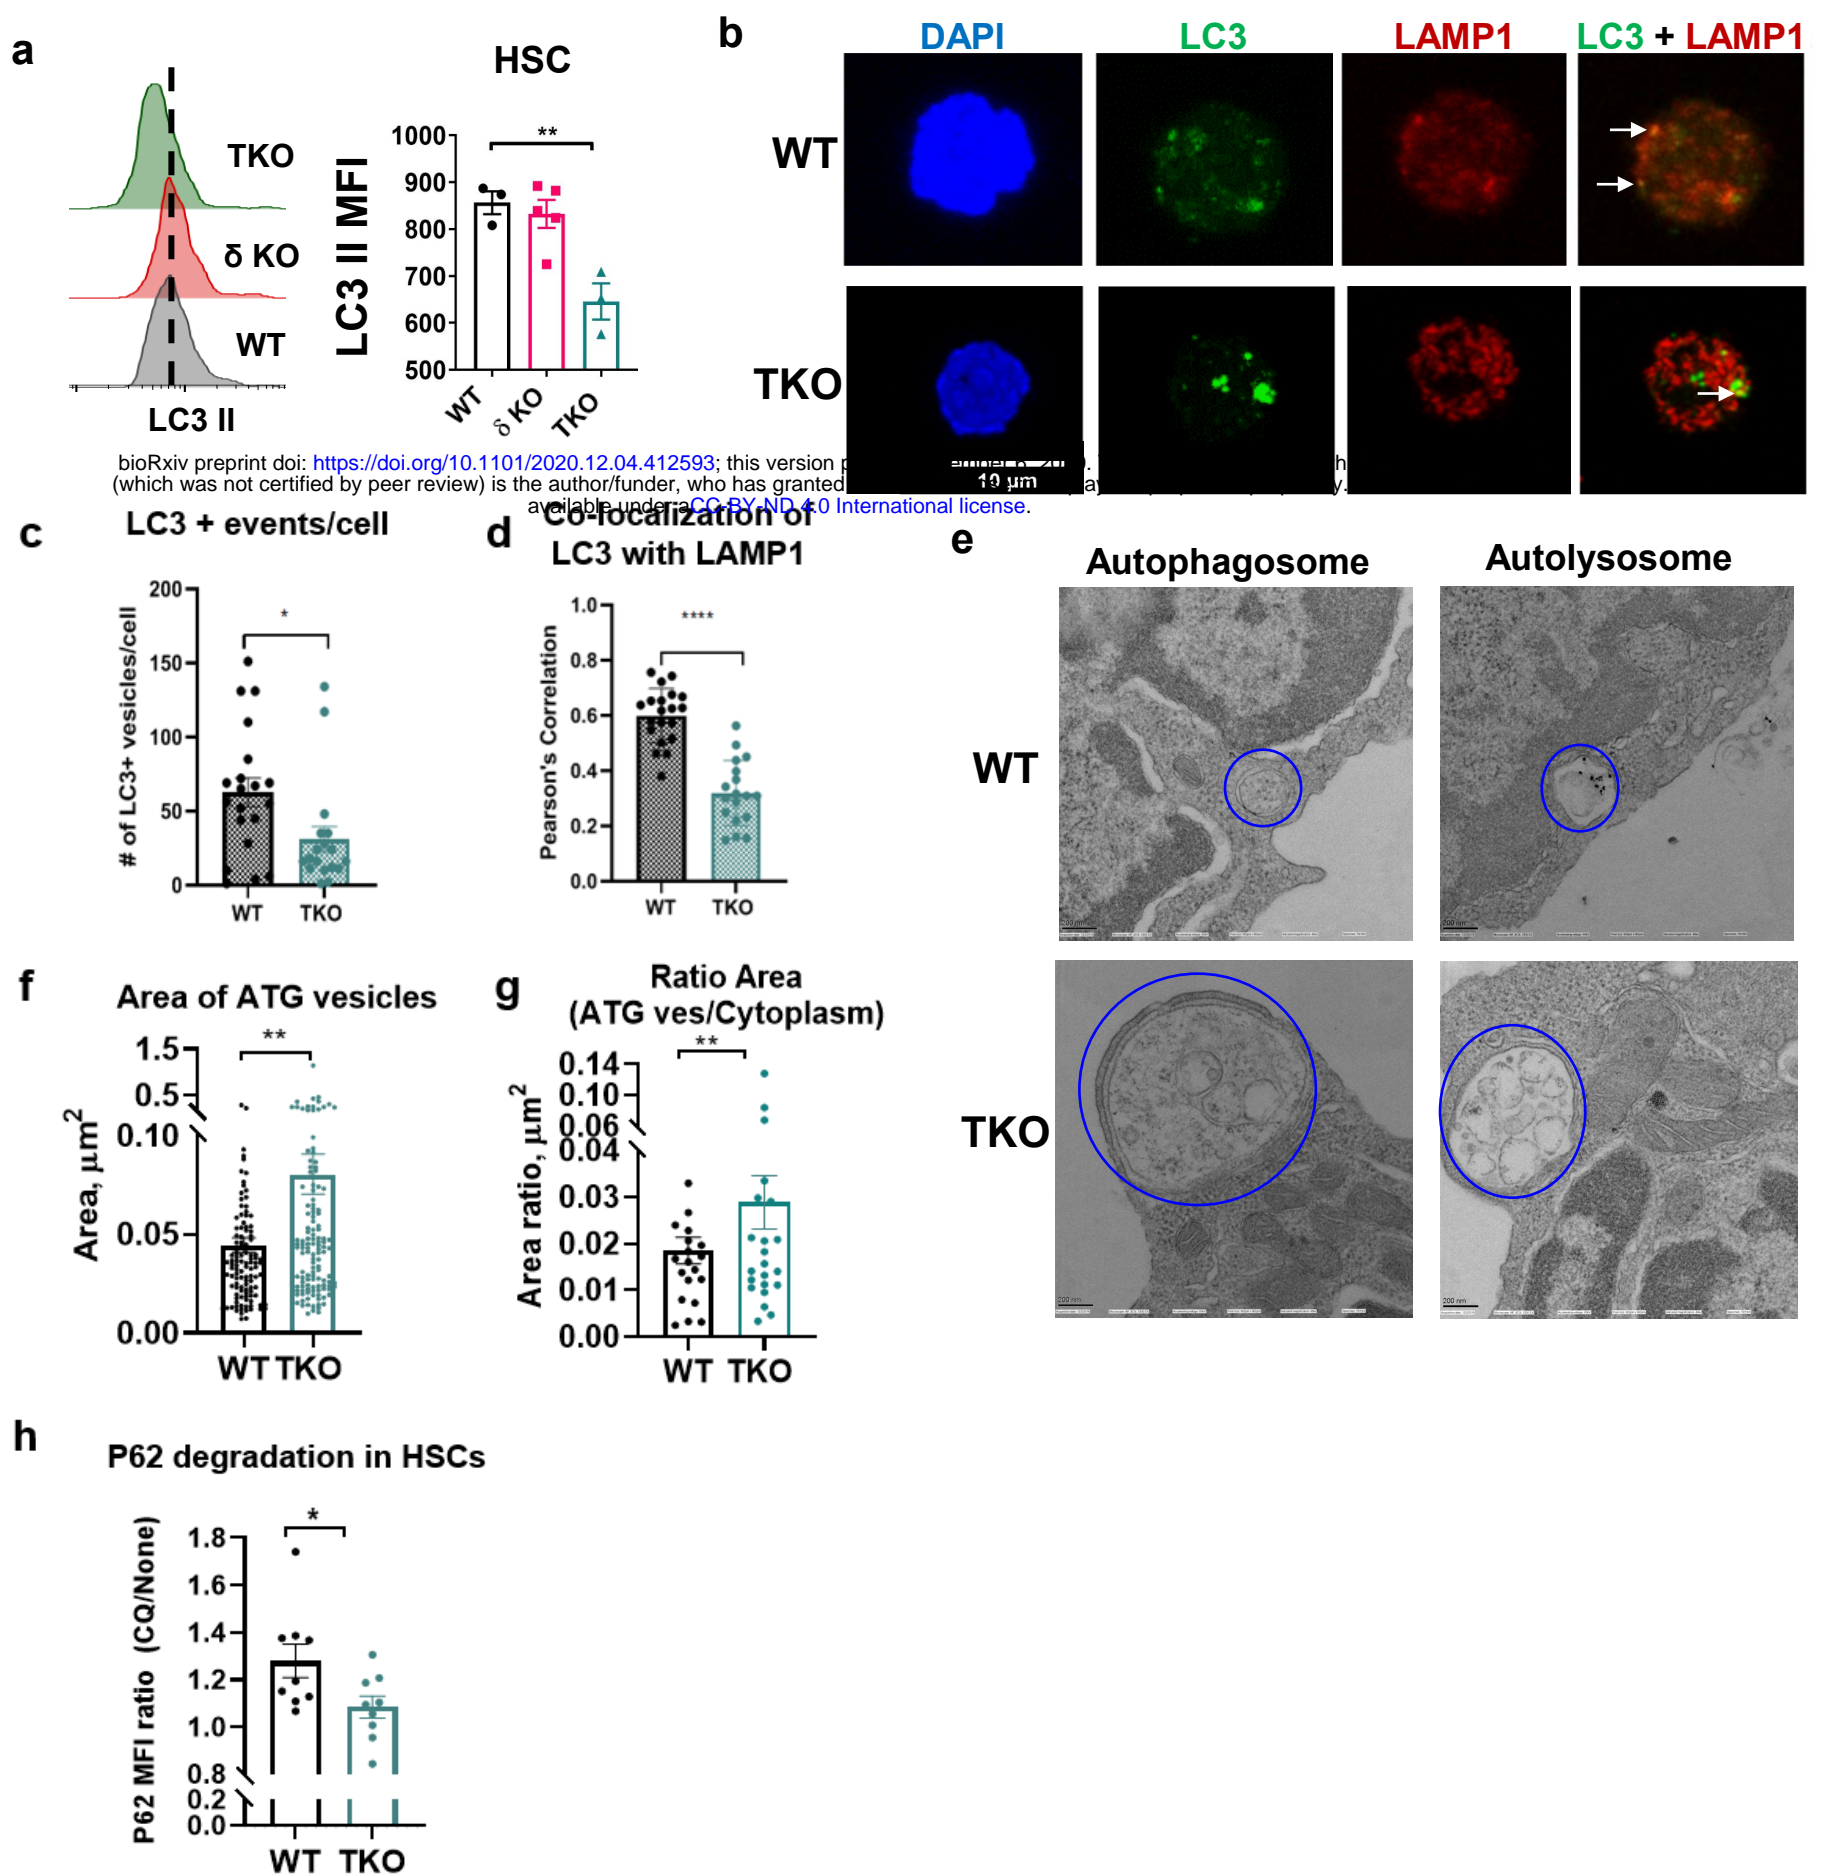 a
HSC
TKO
δ KO
WT
LC3 II
LC3 II MFI
1000
900
800
700
600
500
**
WT
δ KO
TKO
b
DAPI
LC3
LAMP1
LC3 + LAMP1
WT
TKO
10 µm
bioRxiv preprint doi: https://doi.org/10.1101/2020.12.04.412593; this version
(which was not certified by peer review) is the author/funder, who has granted
available under aCC-BY-ND 4.0 International license.
c
LC3 + events/cell
# of LC3+ vesicles/cell
200
150
100
50
0
*
WT
TKO
d
Co-localization of
LC3 with LAMP1
Pearson's Correlation
1.0
0.8
0.6
0.4
0.2
0.0
****
WT
TKO
e
Autophagosome
Autolysosome
WT
TKO
200 nm
200 nm
200 nm
200 nm
f
Area of ATG vesicles
Area, µm2
1.5
0.5
0.10
0.05
0.00
**
WT TKO
g
Ratio Area
(ATG ves/Cytoplasm)
Area ratio, µm2
0.14
0.10
0.06
0.04
0.03
0.02
0.01
0.00
**
WT TKO
h
P62 degradation in HSCs
P62 MFI ratio (CQ/None)
1.8
1.6
1.4
1.2
1.0
0.8
0.2
0.0
*
WT TKO